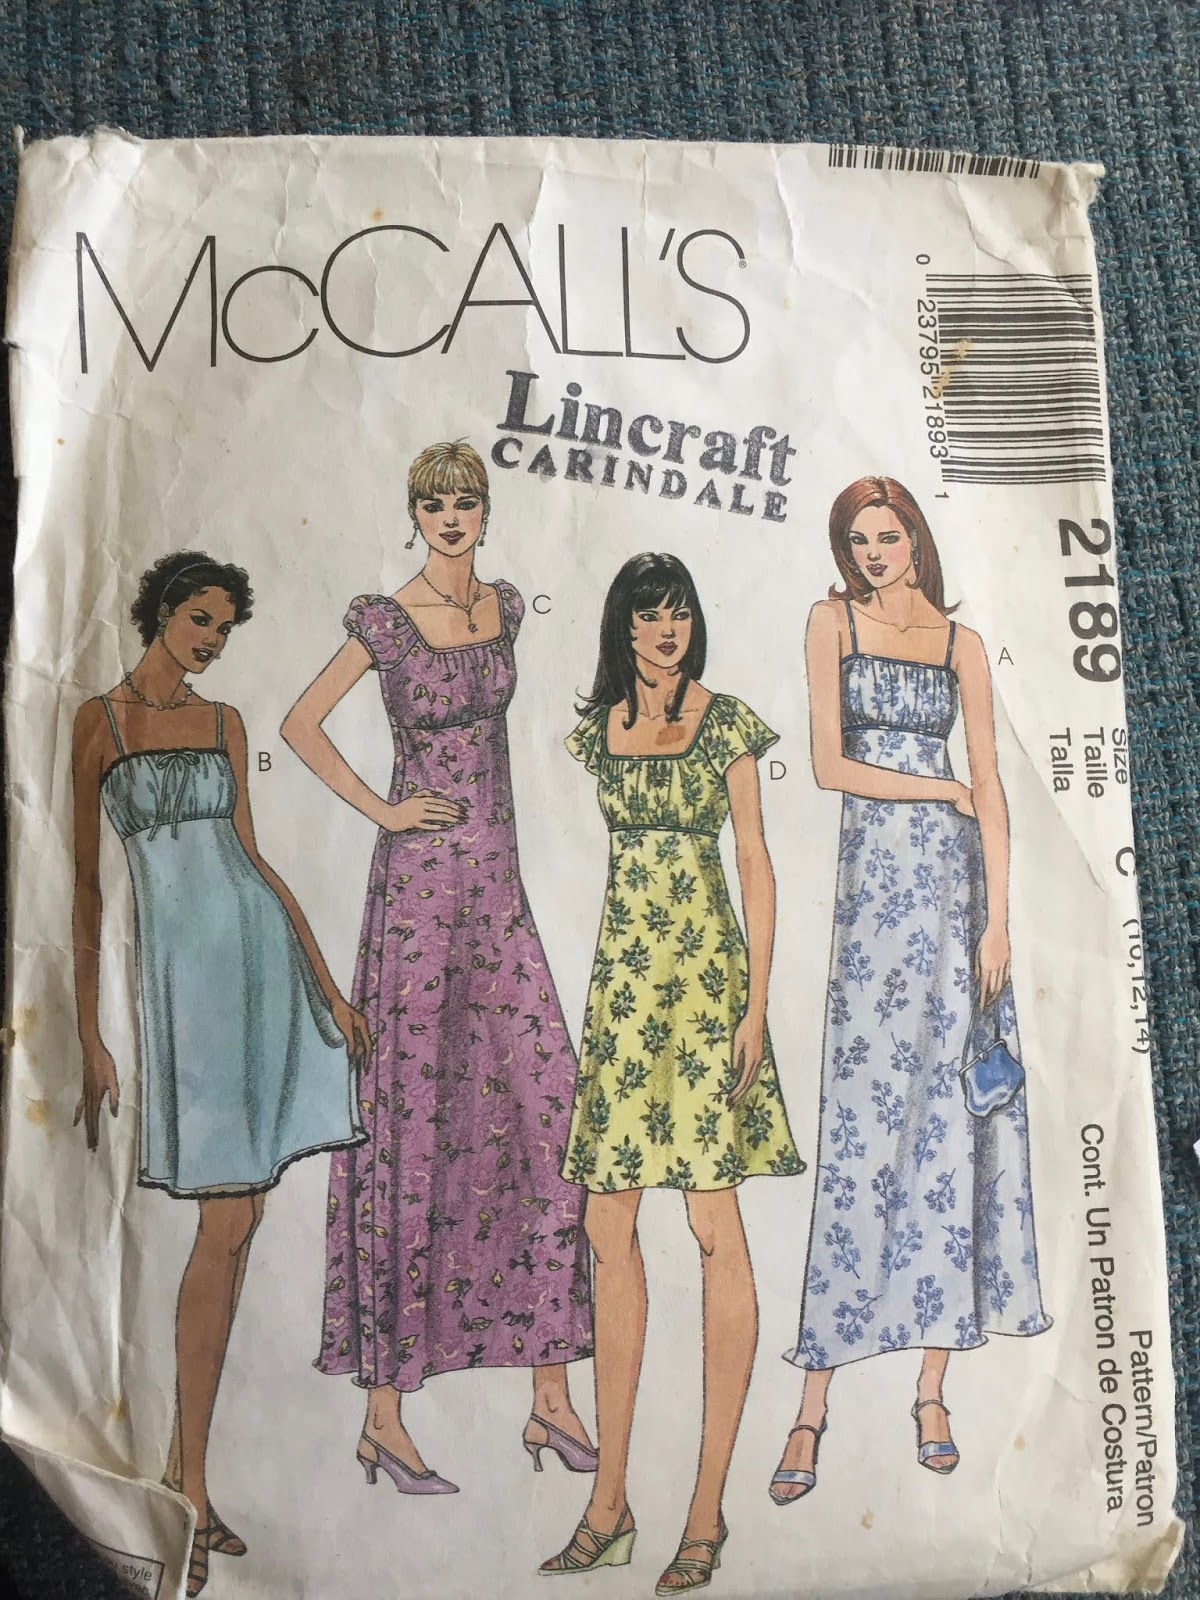 McCALL'S®
Lincraft
CARINDALE
0 23795 21893 1
2189
Size
Taille
Talla
C (10,12,14)
Cont. Un Patron de Costura
Pattern/Patron
C
A
B
D
style